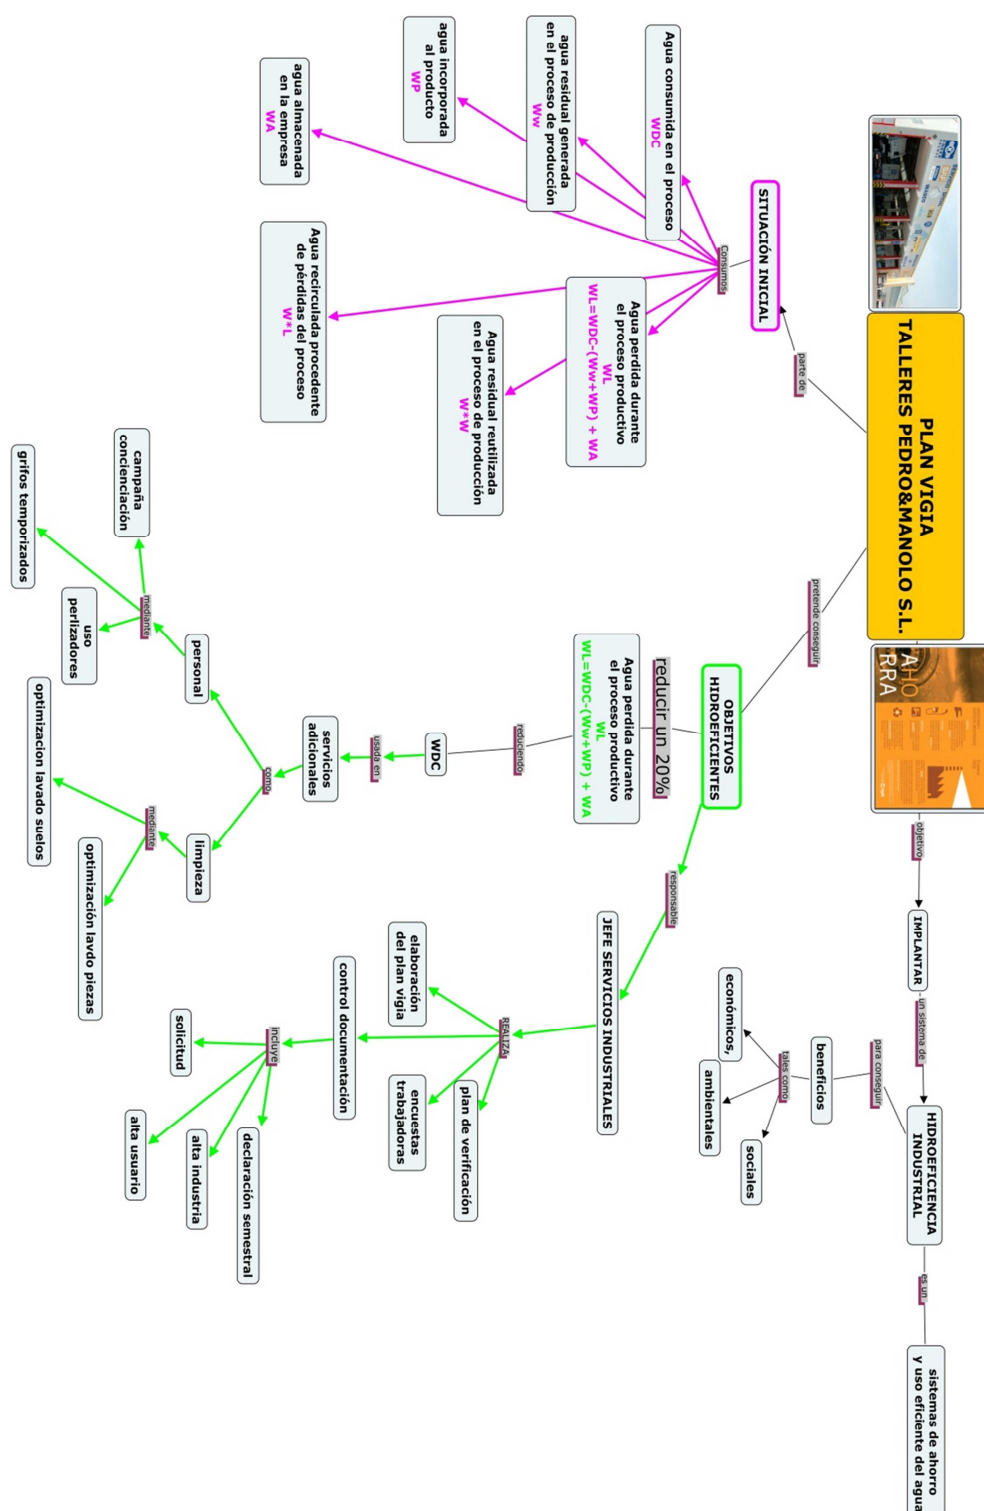 PLAN VIGIA
TALLERES PEDRO&MANOLO S.L.
AHO
RRA
objetivo
IMPLANTAR
un sistema de
HIDROEFICIENCIA
INDUSTRIAL
es un
sistemas de ahorro
y uso eficiente del agua
para conseguir
beneficios
tales como
económicos,
ambientales
sociales
parte de
SITUACIÓN INICIAL
Consumos
Agua consumida en el proceso
WDC
agua residual generada
en el proceso de producción
Ww
agua incorporada
al producto
WP
agua almacenada
en la empresa
WA
Agua perdida durante
el proceso productivo
WL
WL=WDC-(Ww+WP) + WA
Agua residual reutilizada
en el proceso de producción
W*W
Agua recirculada procedente
de pérdidas del proceso
W*L
pretende conseguir
OBJETIVOS
HIDROEFICIENTES
reducir un 20%
Agua perdida durante
el proceso productivo
WL
WL=WDC-(Ww+WP) + WA
reduciendo
WDC
usada en
servicios
adicionales
como
personal
mediante
campaña
concienciación
uso
perlizadores
grifos temporizados
limpieza
mediante
optimizacion lavado suelos
optimización lavdo piezas
responsable
JEFE SERVICIOS INDUSTRIALES
REALIZA
elaboración
del plan vigia
control documentación
encuestas
trabajadoras
plan de verificación
incluye
solicitud
alta usuario
alta industria
declaración semestral